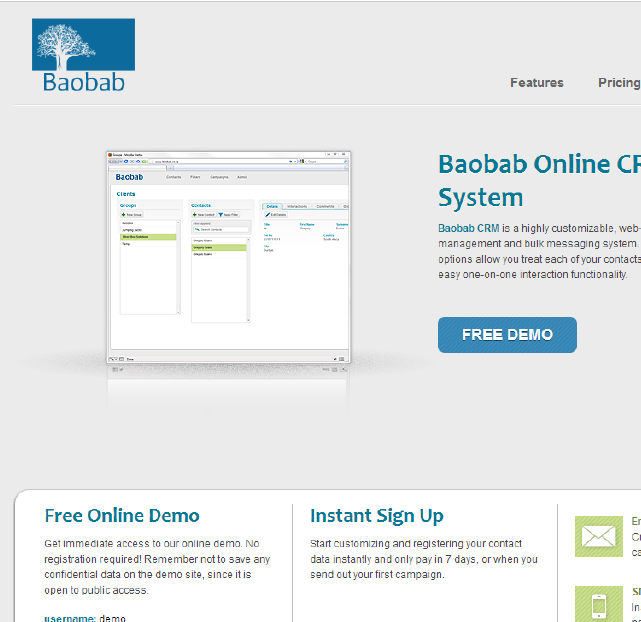 Baobab
Features Pricing
Baobab
Clients
Groups
Contacts
Baobab Online CR
System
Baobab CRM is a highly customizable, web-
management and bulk messaging system.
options allow you treat each of your contacts
easy one-on-one interaction functionality.
FREE DEMO
Free Online Demo
Get immediate access to our online demo. No
registration required! Remember not to save any
confidential data on the demo site, since it is
open to public access.
username: demo
Instant Sign Up
Start customizing and registering your contact
data instantly and only pay in 7 days, or when you
send out your first campaign.